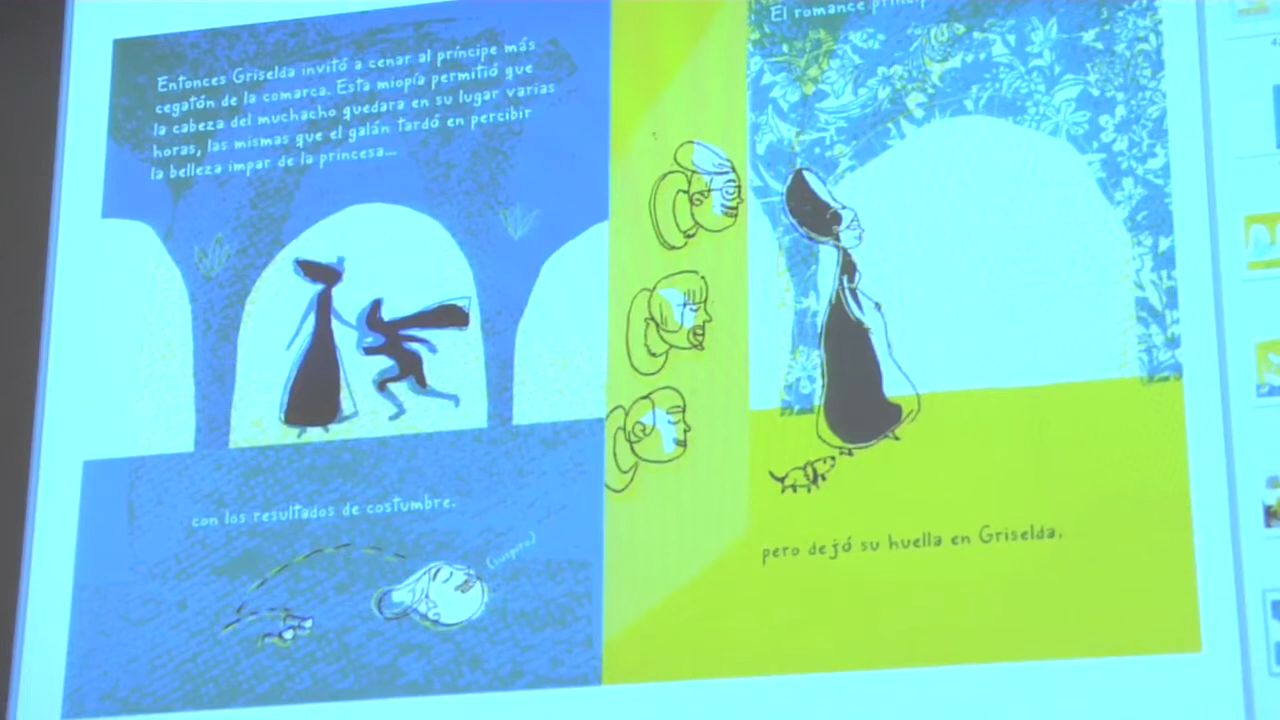 Entonces Griselda invitó a cenar al príncipe más
cegatón de la comarca. Esta miopía permitió que
la cabeza del muchacho quedara en su lugar varias
horas, las mismas que el galán tardó en percibir
la belleza impar de la princesa...
con los resultados de costumbre.
(suspiro)
El romance
pero dejó su huella en Griselda,